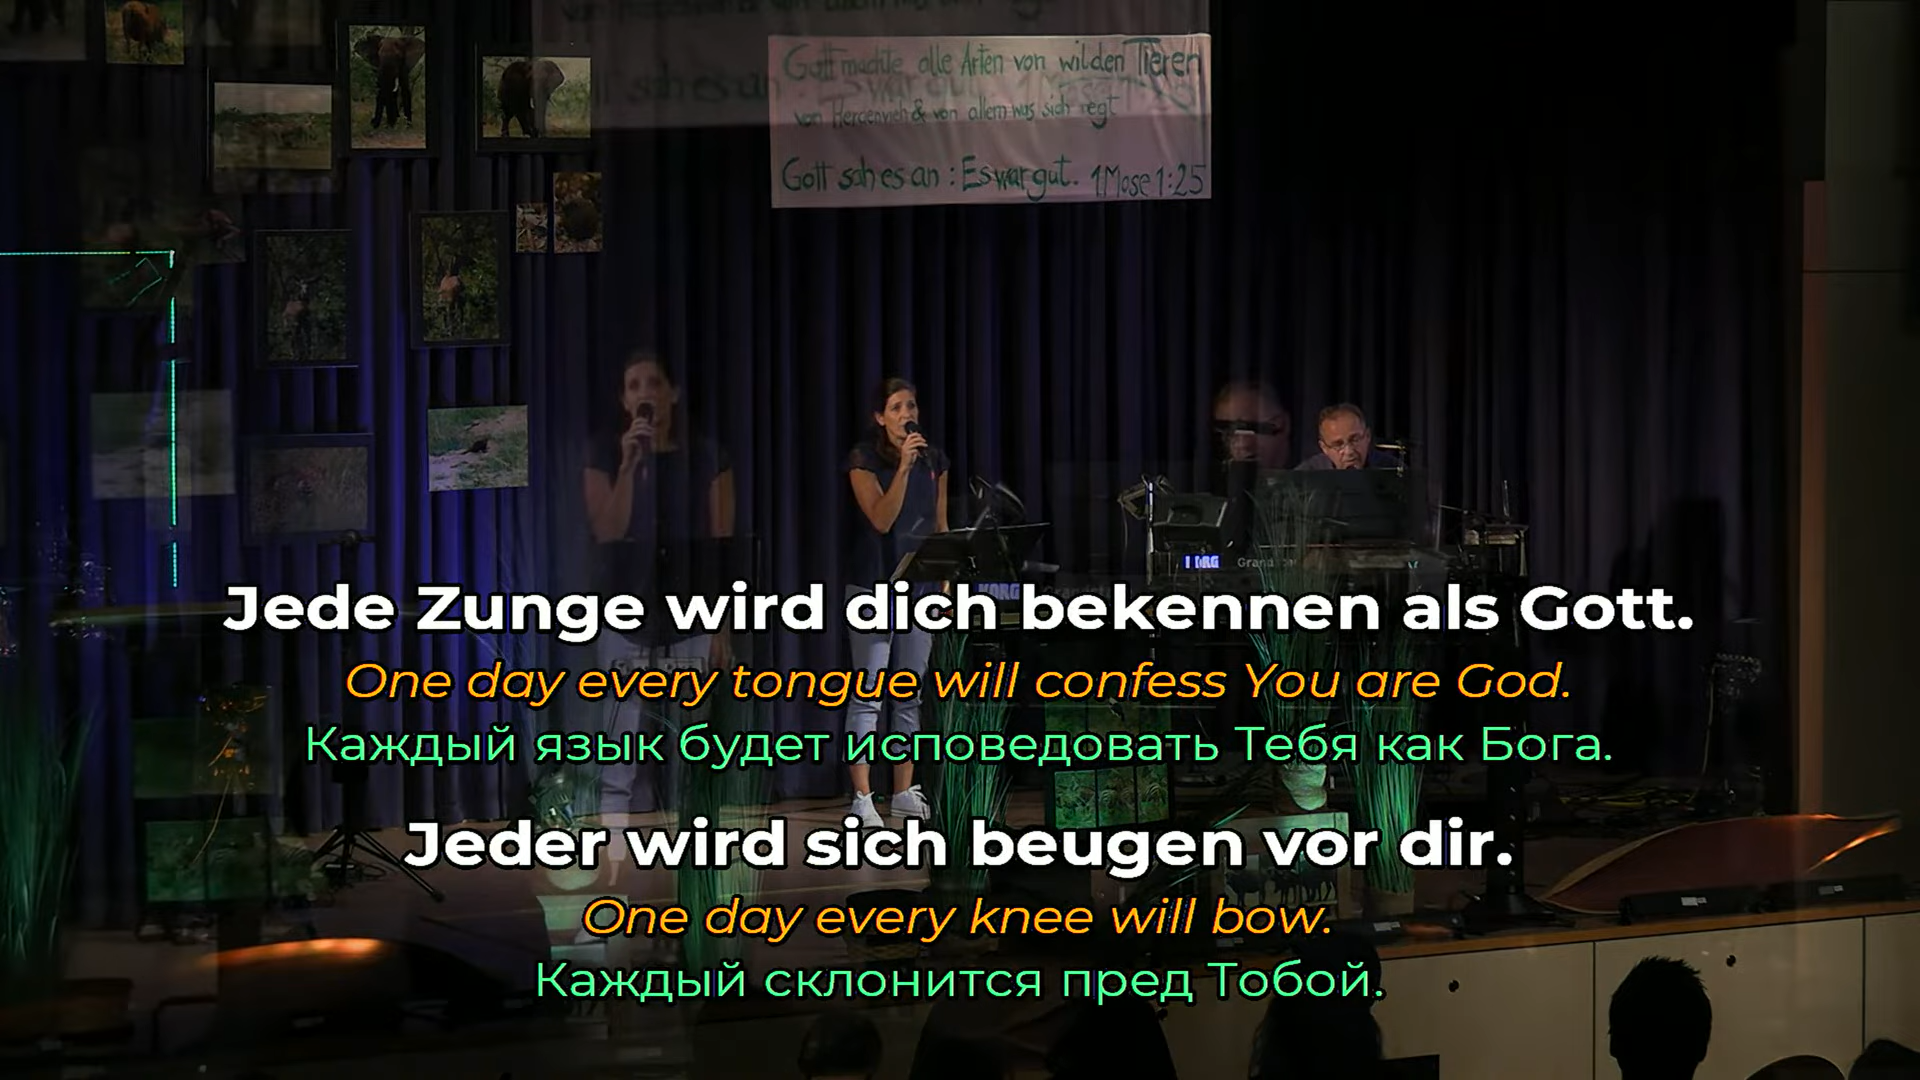 Gott machte alle Arten von wilden Tieren
von Herdenvieh & von allem was sich regt
Gott sah es an : Es war gut. 1Mose 1:25
KORG
Jede Zunge wird dich bekennen als Gott.
One day every tongue will confess You are God.
Каждый язык будет исповедовать Тебя как Бога.
Jeder wird sich beugen vor dir.
One day every knee will bow.
Каждый склонится пред Тобой.